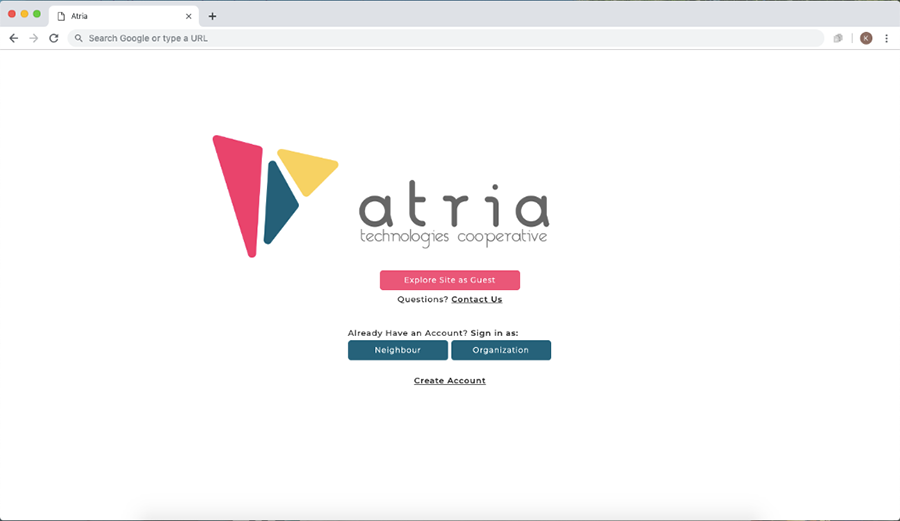 Atria
Search Google or type a URL
K
atria
technologies cooperative
Explore Site as Guest
Questions? Contact Us
Already Have an Account? Sign in as:
Neighbour
Organization
Create Account